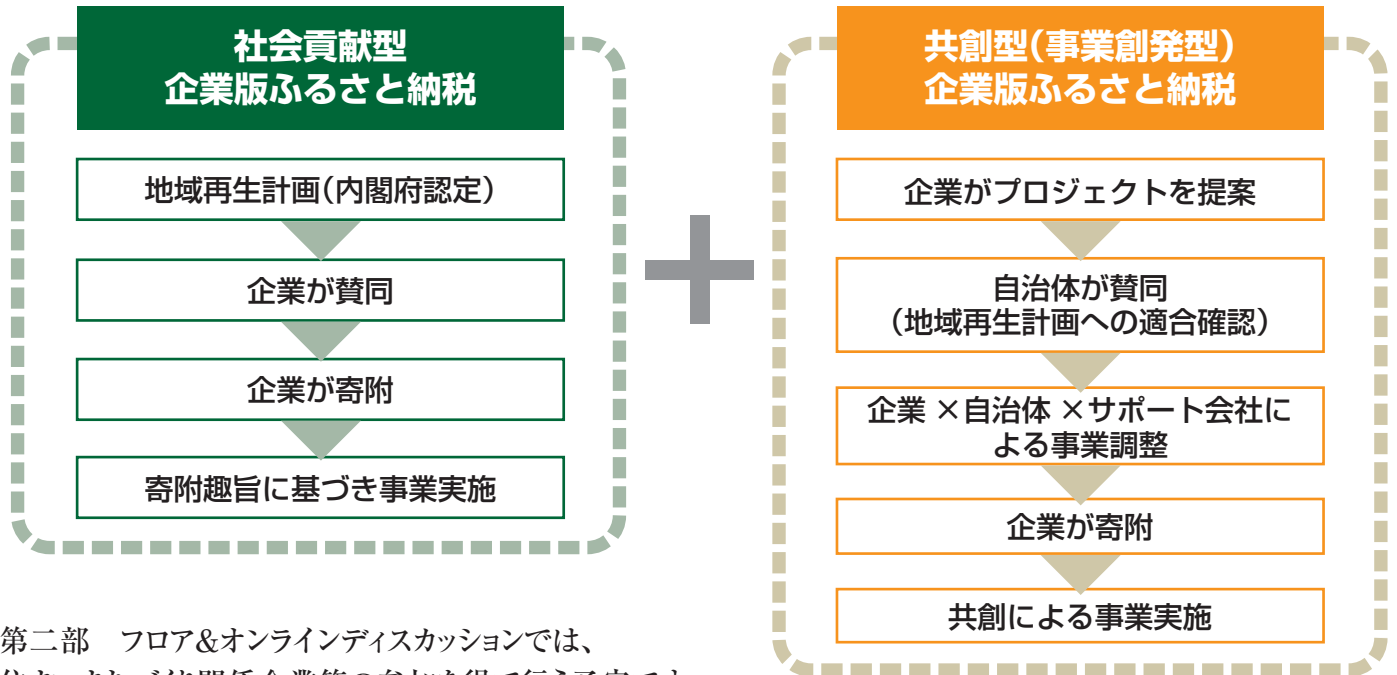 社会貢献型
企業版ふるさと納税
地域再生計画(内閣府認定)
企業が賛同
企業が寄附
寄附趣旨に基づき事業実施
共創型(事業創発型)
企業版ふるさと納税
企業がプロジェクトを提案
自治体が賛同
(地域再生計画への適合確認)
企業 ×自治体 ×サポート会社に
よる事業調整
企業が寄附
共創による事業実施
第二部　フロア&オンラインディスカッションでは、